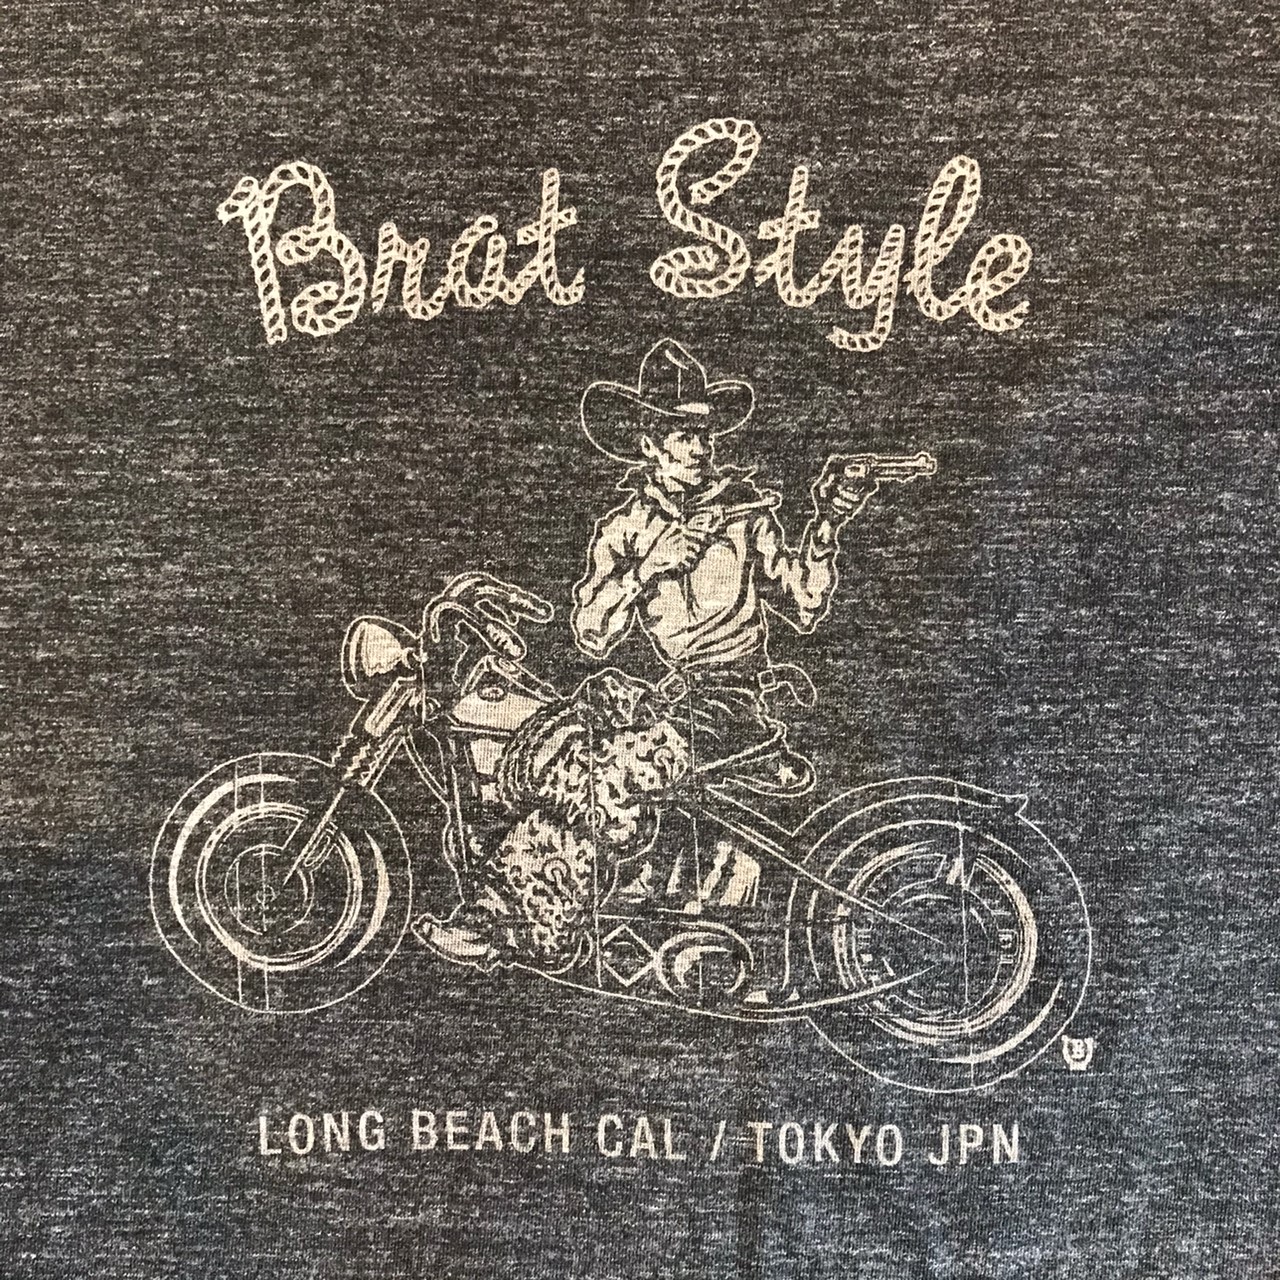 Brat Style
B
LONG BEACH CAL / TOKYO JPN